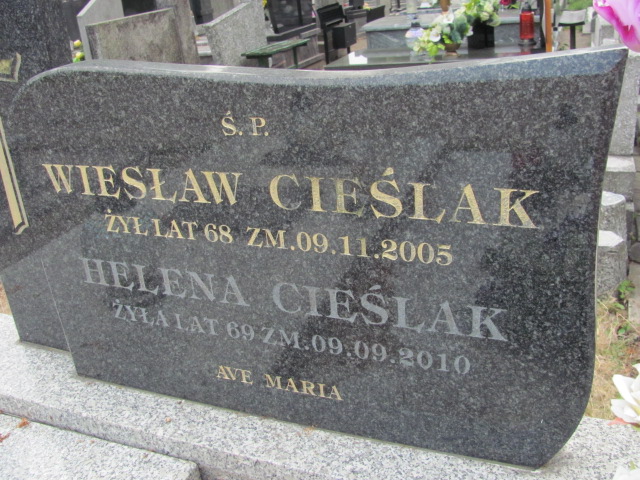 Ś.P.
WIESŁAW CIEŚLAK
ŻYŁ LAT 68 ZM.09.11.2005
HELENA CIEŚLAK
ŻYŁA LAT 69 ZM.09.09.2010
AVE MARIA